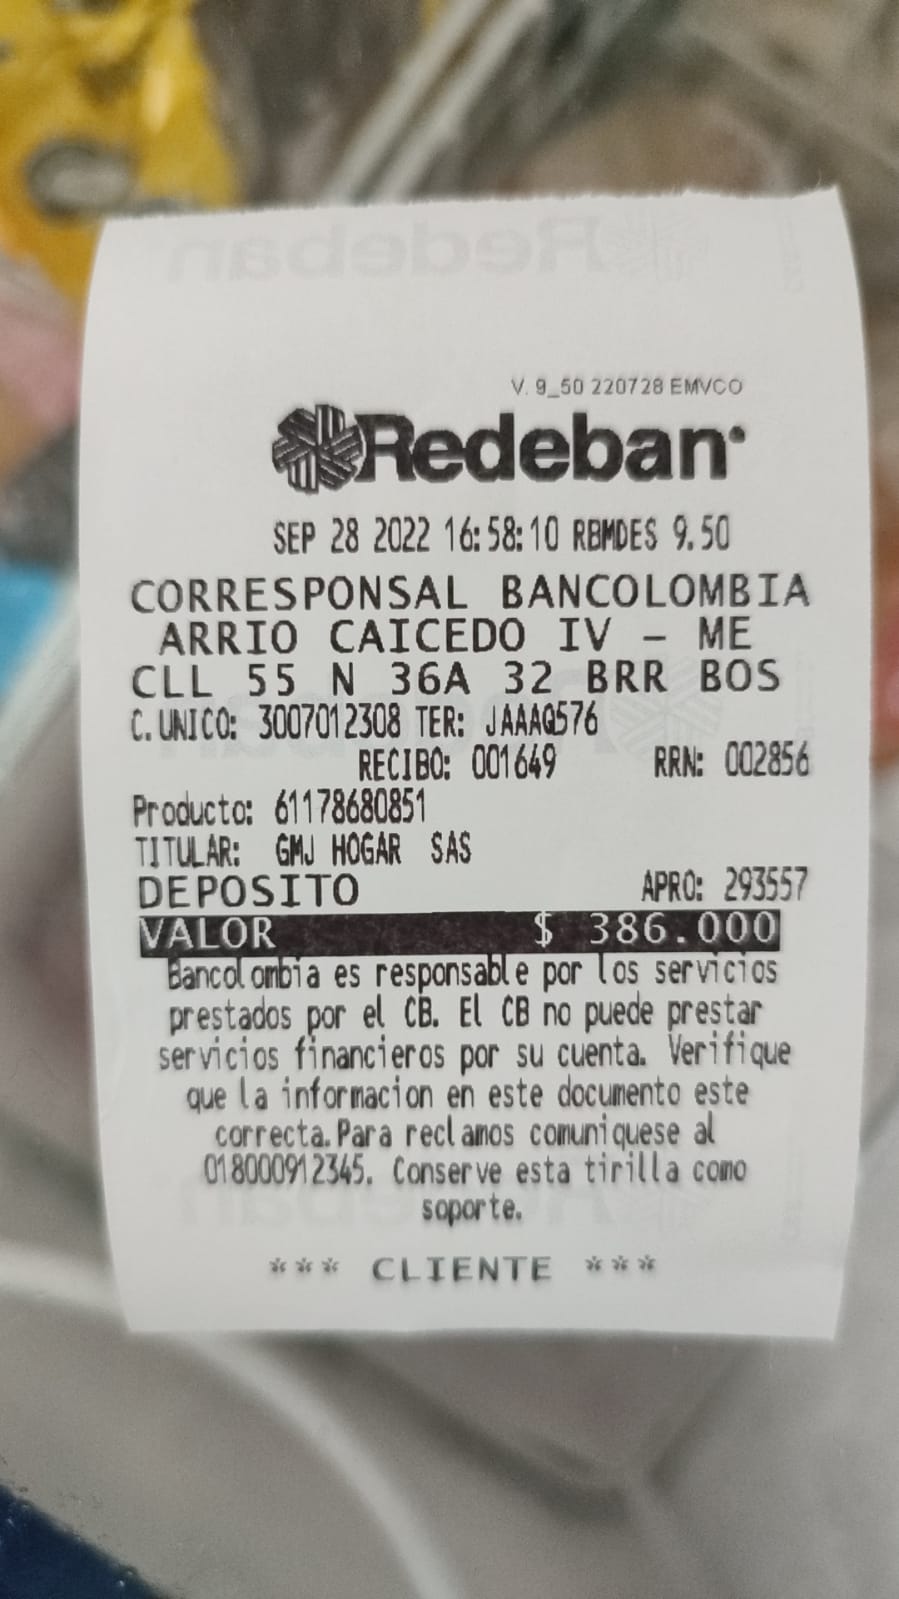 V. 9_50 220728 EMVCO
Redeban
SEP 28 2022 16:58:10 RBMDES 9.50
CORRESPONSAL BANCOLOMBIA
ARRIO CAICEDO IV - ME
CLL 55 N 36A 32 BRR BOS
C. UNICO: 3007012308 TER: JAAAQ576
RECIBO: 001649 RRN: 002856
Producto: 61178680851
TITULAR: GMJ HOGAR SAS
DEPOSITO APRO: 293557
VALOR $ 386.000
Bancolombia es responsable por los servicios
prestados por el CB. El CB no puede prestar
servicios financieros por su cuenta. Verifique
que la informacion en este documento este
correcta. Para reclamos comuniquese al
018000912345. Conserve esta tirilla como
soporte.
*** CLIENTE ***